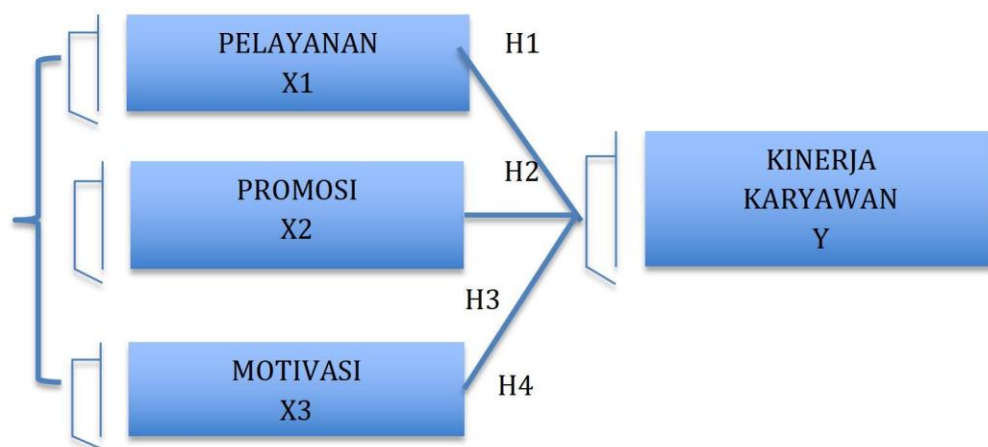 PELAYANAN
X1
H1
PROMOSI
X2
H2
H3
MOTIVASI
X3
H4
KINERJA
KARYAWAN
Y